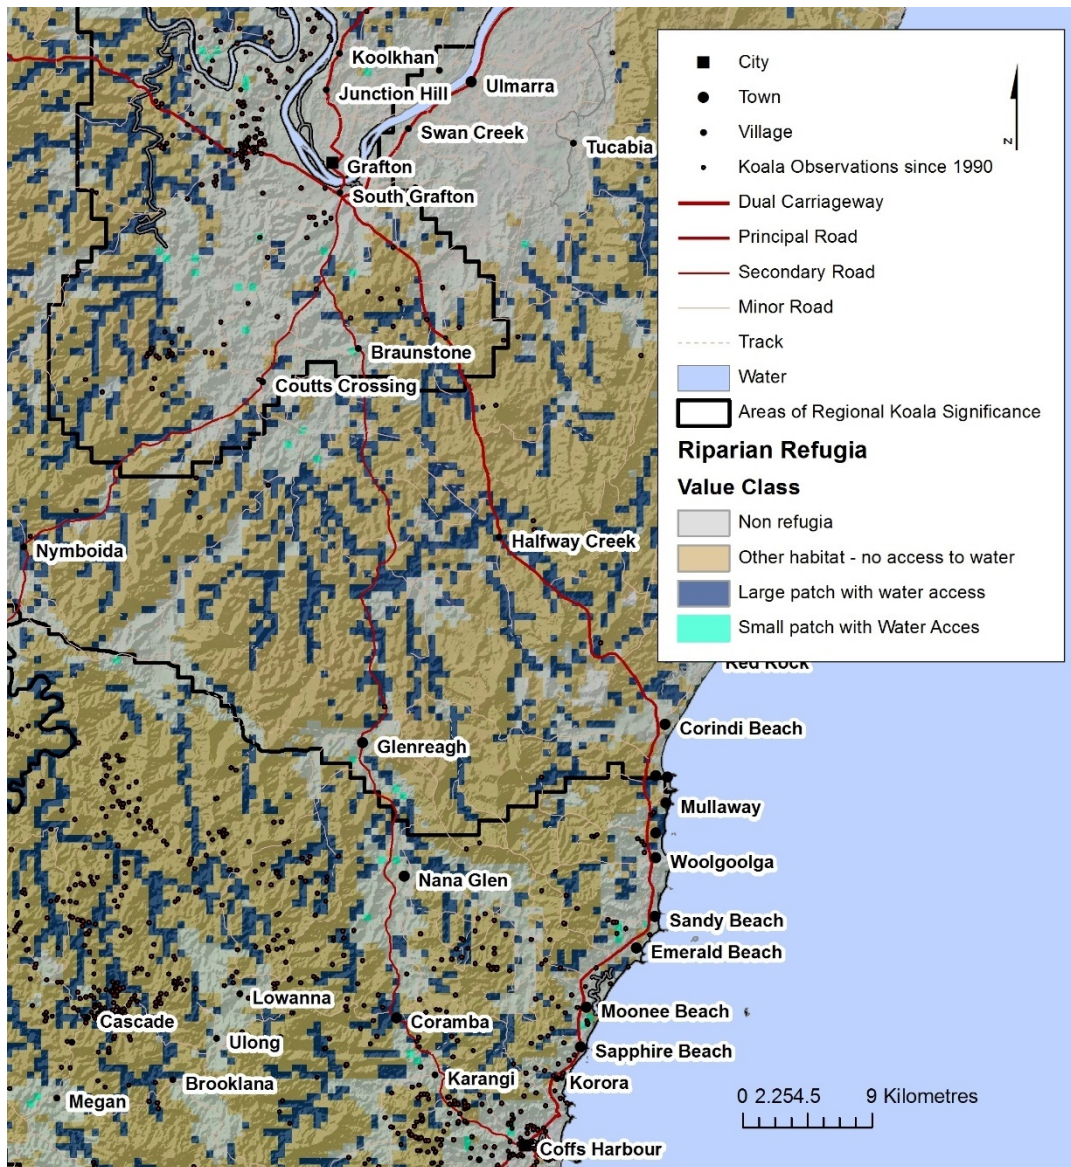 Koolkhan
Junction Hill
Ulmarra
Swan Creek
Tucabia
Grafton
South Grafton
Braunstone
Coutts Crossing
Nymboida
Halfway Creek
Red Rock
Corindi Beach
Glenreagh
Mullaway
Woolgoolga
Nana Glen
Sandy Beach
Emerald Beach
Lowanna
Cascade
Coramba
Moonee Beach
Ulong
Sapphire Beach
Brooklana
Karangi
Korora
Megan
Coffs Harbour
City
Town
Village
Koala Observations since 1990
Dual Carriageway
Principal Road
Secondary Road
Minor Road
Track
Water
Areas of Regional Koala Significance
Riparian Refugia
Value Class
Non refugia
Other habitat - no access to water
Large patch with water access
Small patch with Water Acces
N
0 2.254.5 9 Kilometres